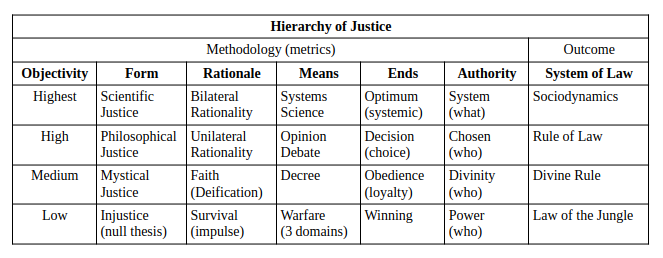 Hierarchy of Justice
Methodology (metrics) Outcome
Objectivity Form Rationale Means Ends Authority System of Law
Highest Scientific Bilateral Systems Optimum System Sociodynamics
Justice Rationality Science (systemic) (what)
High Philosophical Unilateral Opinion Decision Chosen Rule of Law
Justice Rationality Debate (choice) (who)
Medium Mystical Faith Decree Obedience Divinity Divine Rule
Justice (Deification) (loyalty) (who)
Low Injustice Survival Warfare Winning Power Law of the Jungle
(null thesis) (impulse) (3 domains) (who)